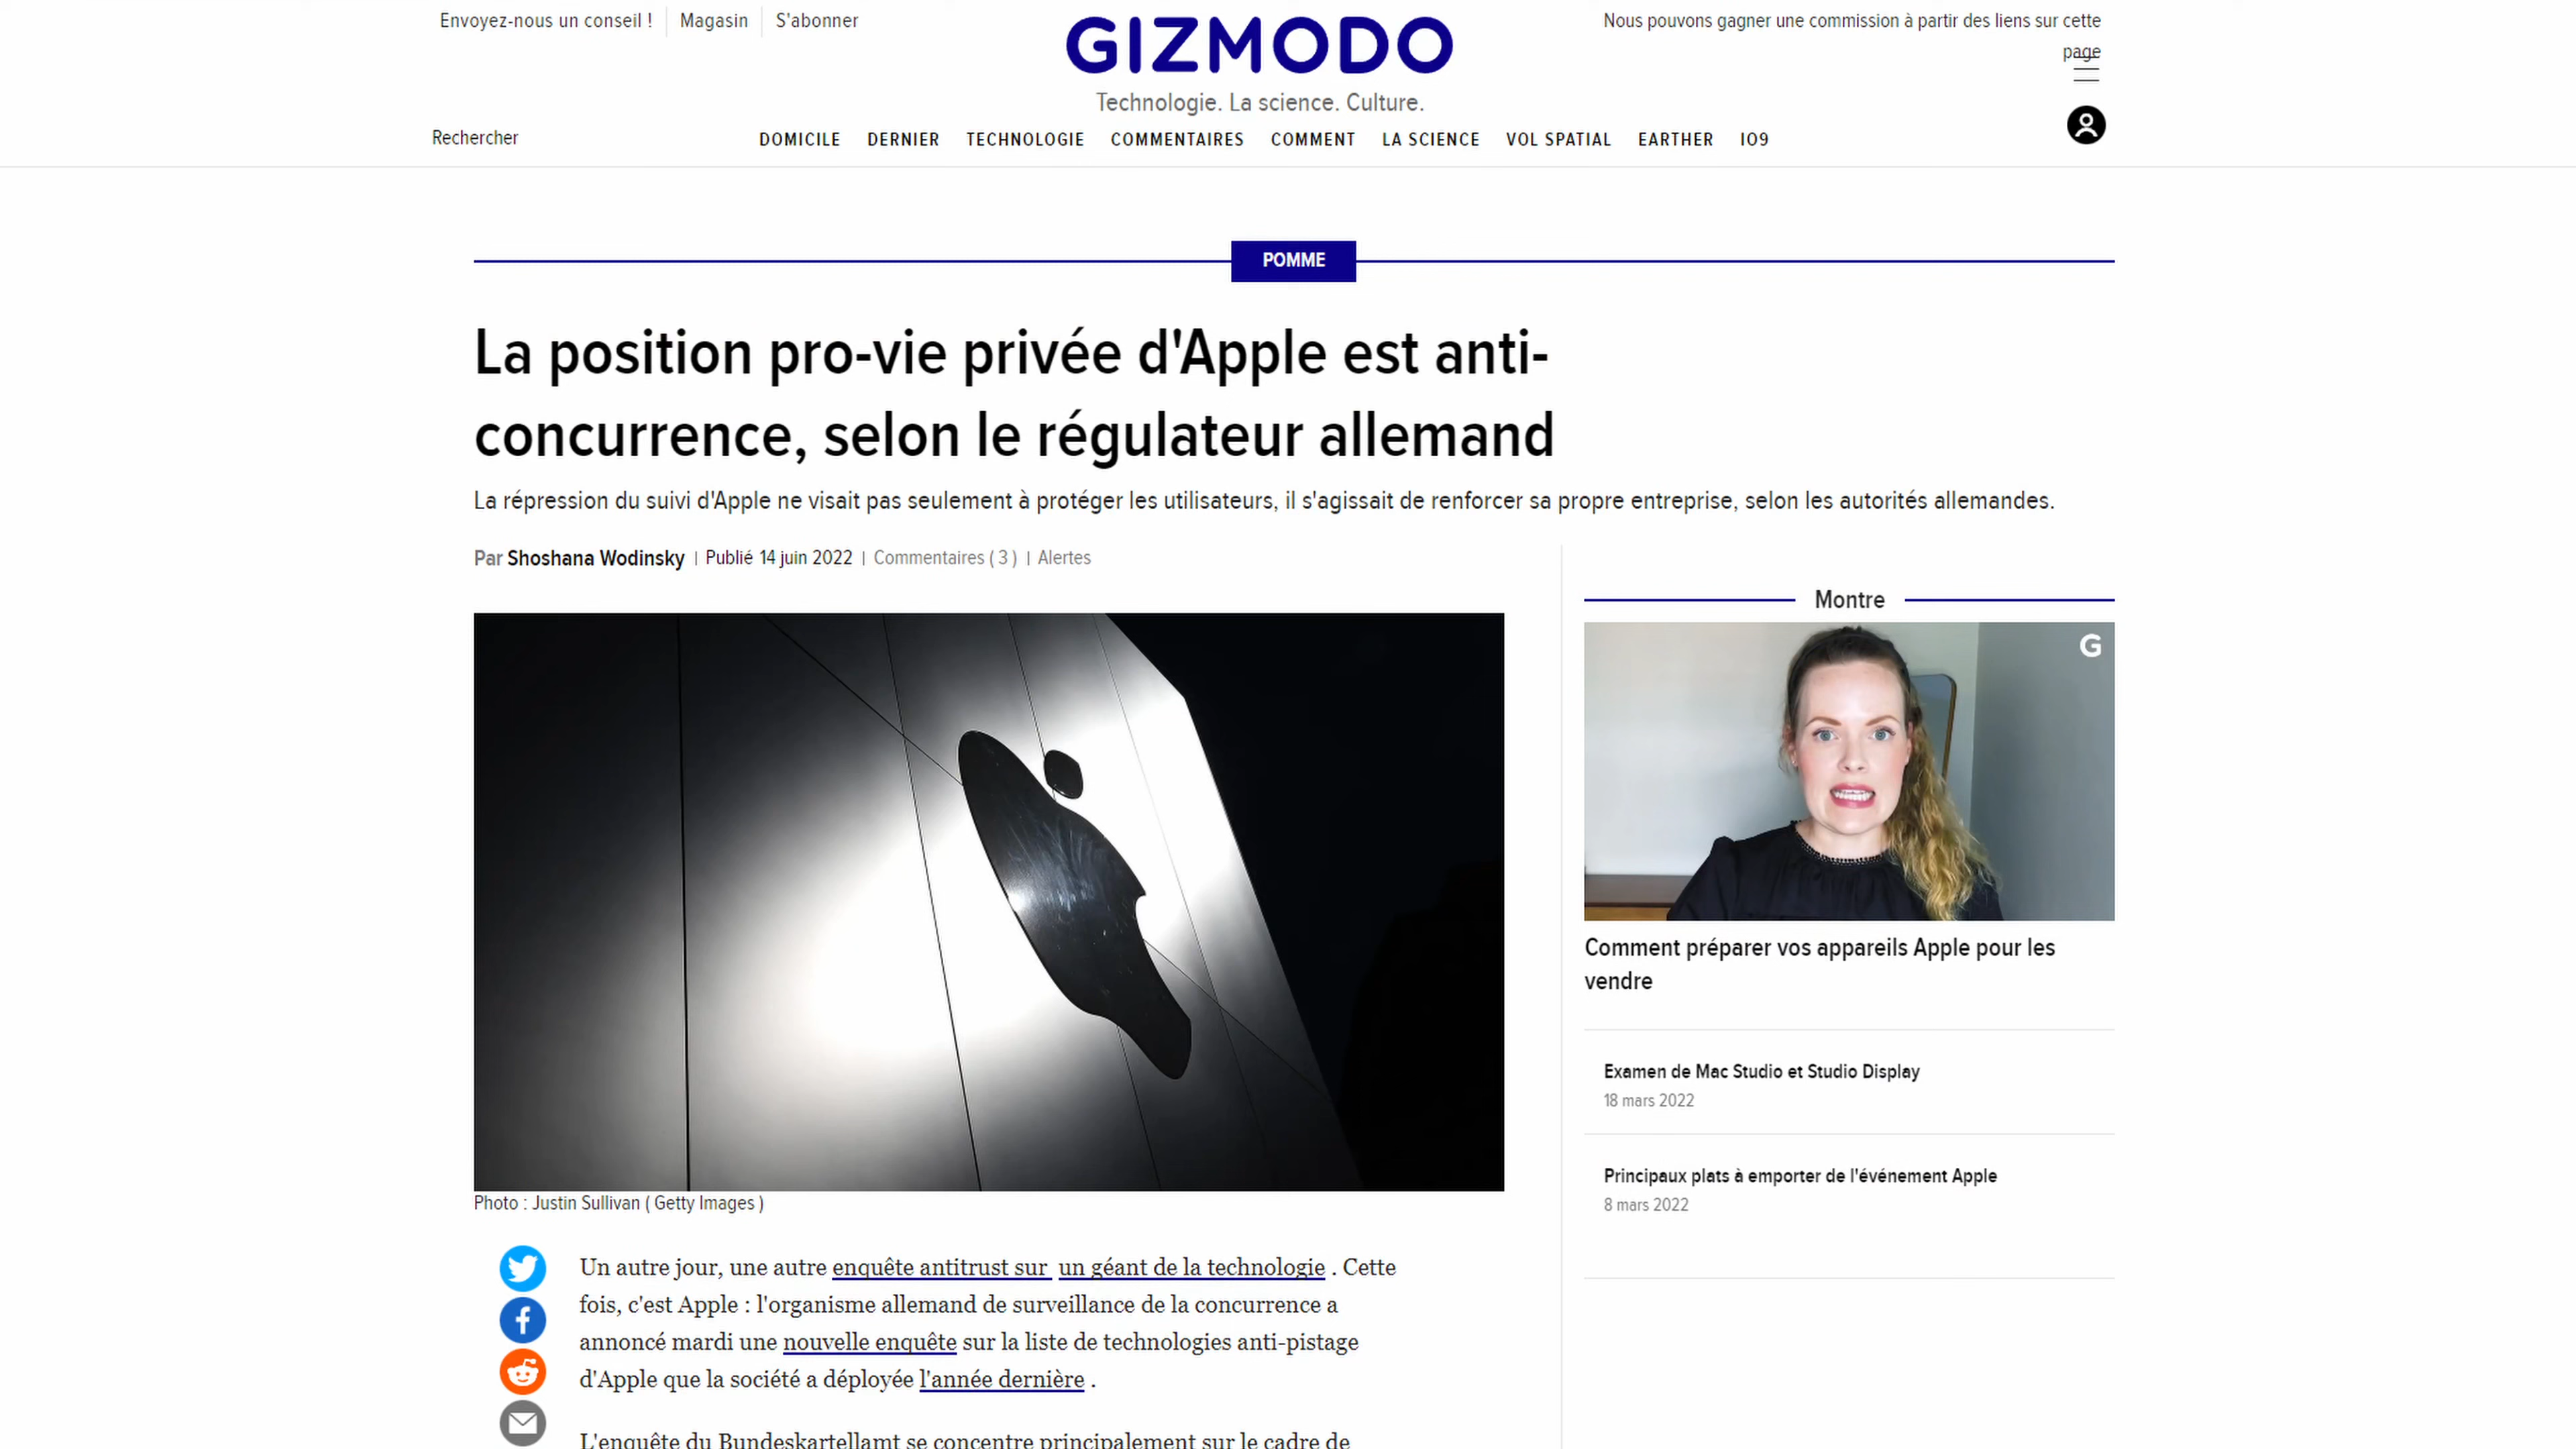 Envoyez-nous un conseil !
Magasin
S'abonner
GIZMODO
Nous pouvons gagner une commission à partir des liens sur cette
page
Technologie. La science. Culture.
Rechercher
DOMICILE DERNIER TECHNOLOGIE COMMENTAIRES COMMENT LA SCIENCE VOL SPATIAL EARTHER IO9
POMME
La position pro-vie privée d'Apple est anti-
concurrence, selon le régulateur allemand
La répression du suivi d'Apple ne visait pas seulement à protéger les utilisateurs, il s'agissait de renforcer sa propre entreprise, selon les autorités allemandes.
Par Shoshana Wodinsky | Publié 14 juin 2022 | Commentaires ( 3 ) | Alertes
Photo : Justin Sullivan ( Getty Images )
Un autre jour, une autre enquête antitrust sur un géant de la technologie . Cette
fois, c'est Apple : l'organisme allemand de surveillance de la concurrence a
annoncé mardi une nouvelle enquête sur la liste de technologies anti-pistage
d'Apple que la société a déployée l'année dernière .
L'enquête du Bundeskartellamt se concentre principalement sur le cadre de
Montre
G
Comment préparer vos appareils Apple pour les
vendre
Examen de Mac Studio et Studio Display
18 mars 2022
Principaux plats à emporter de l'événement Apple
8 mars 2022